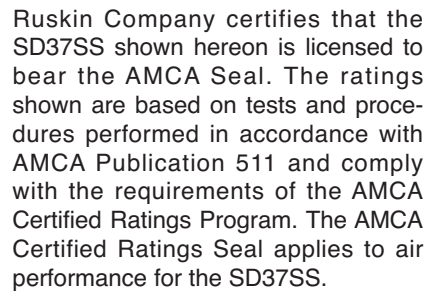 Ruskin Company certifies that the
SD37SS shown hereon is licensed to
bear the AMCA Seal. The ratings
shown are based on tests and proce-
dures performed in accordance with
AMCA Publication 511 and comply
with the requirements of the AMCA
Certified Ratings Program. The AMCA
Certified Ratings Seal applies to air
performance for the SD37SS.